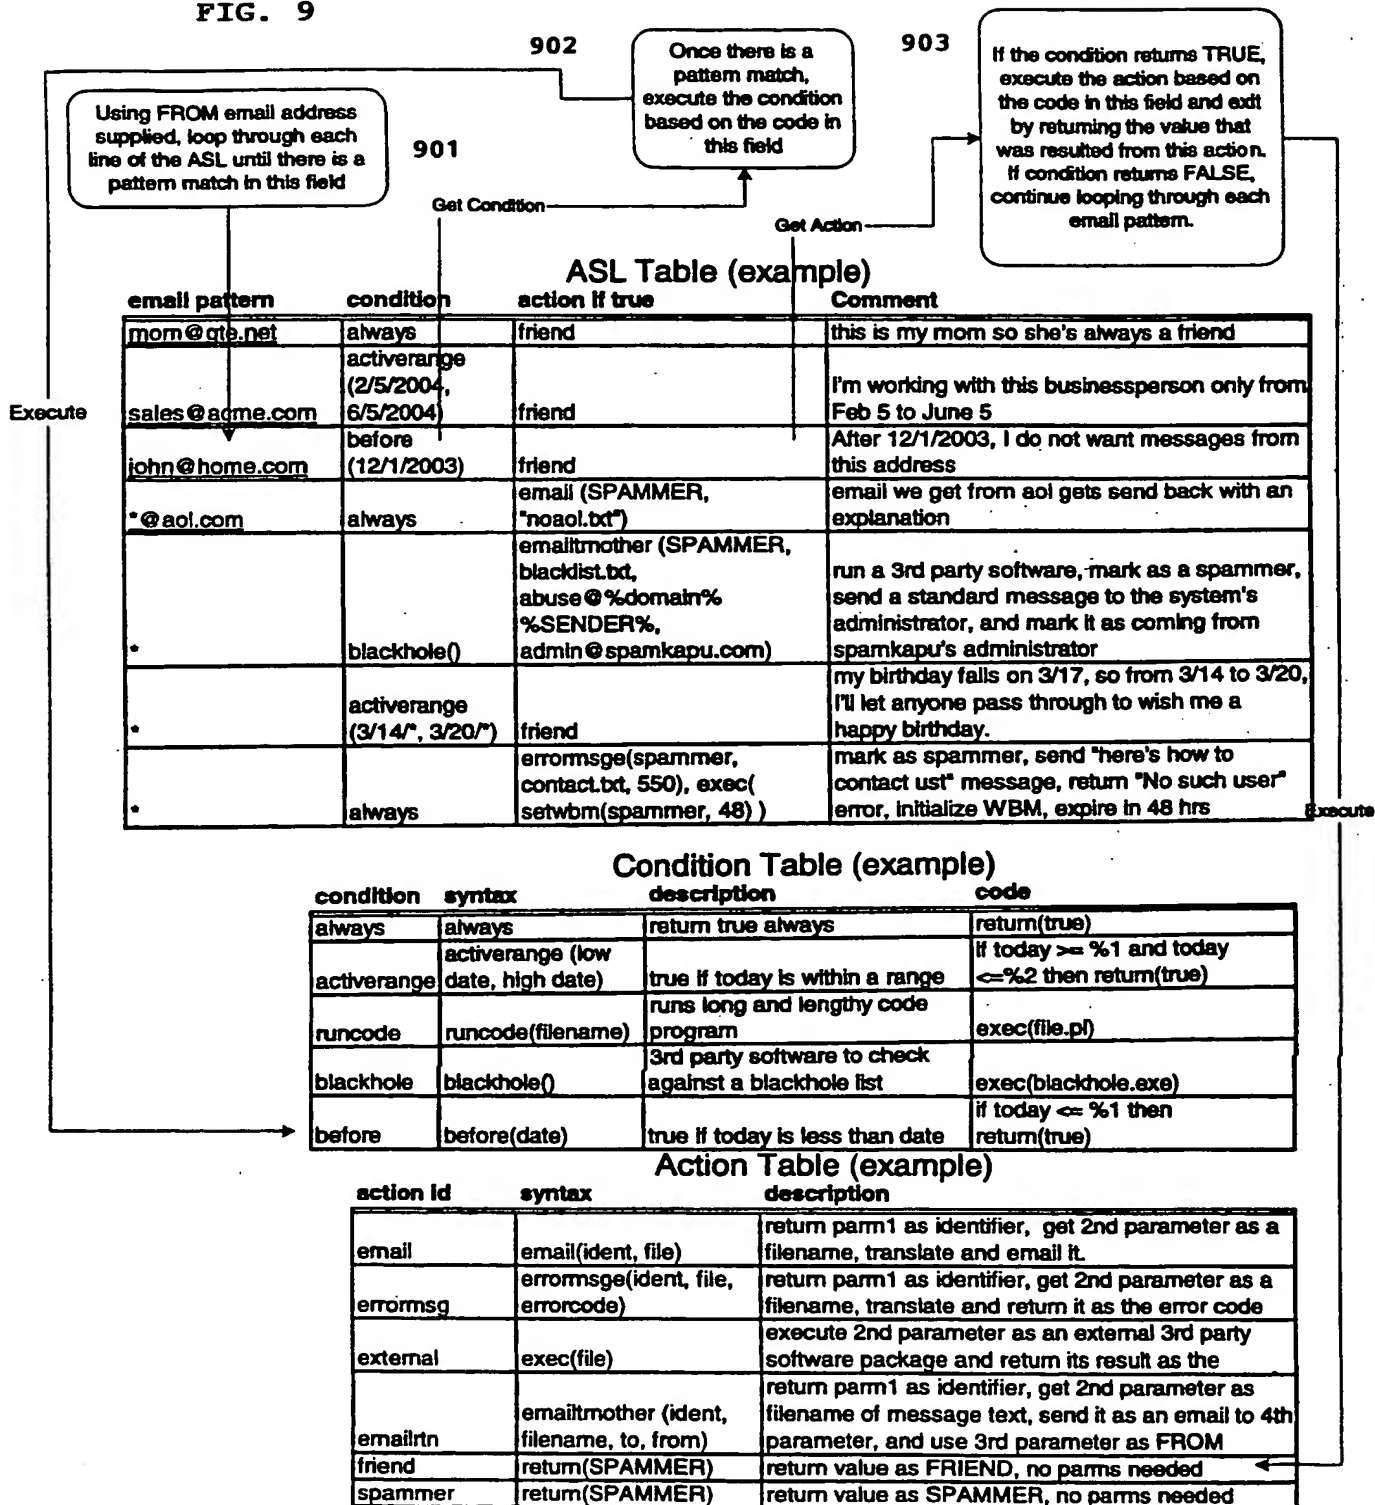 FIG. 9
902
903
Once there is a
pattern match,
execute the condition
based on the code in
this field
If the condition returns TRUE,
execute the action based on
the code in this field and exit
by returning the value that
was resulted from this action.
If condition returns FALSE,
continue looping through each
email pattern.
Using FROM email address
supplied, loop through each
line of the ASL until there is a
pattern match in this field
901
Get Condition
Get Action
ASL Table (example)
email pattern condition action if true Comment
mom@gte.net always friend this is my mom so she's always a friend
activerange
(2/5/2004,
6/5/2004)
sales@acme.com
friend
I'm working with this businessperson only from
Feb 5 to June 5
Execute
before
(12/1/2003)
john@home.com
friend
After 12/1/2003, I do not want messages from
this address
*@aol.com
always
email (SPAMMER,
"noaol.txt")
email we get from aol gets send back with an
explanation
*
blackhole()
emailtmother (SPAMMER,
blacklist.txt,
abuse@%domain%
%SENDER%,
admin@spamkapu.com)
run a 3rd party software, mark as a spammer,
send a standard message to the system's
administrator, and mark it as coming from
spamkapu's administrator
*
activerange
(3/14/*, 3/20/*)
friend
my birthday falls on 3/17, so from 3/14 to 3/20,
I'll let anyone pass through to wish me a
happy birthday.
*
always
errormsge(spammer,
contact.txt, 550), exec(
setwbm(spammer, 48) )
mark as spammer, send "here's how to
contact ust" message, return "No such user"
error, initialize WBM, expire in 48 hrs
Execute
Condition Table (example)
condition syntax description code
always always return true always return(true)
activerange
activerange (low
date, high date)
true if today is within a range
if today >= %1 and today
<=%2 then return(true)
runcode
runcode(filename)
runs long and lengthy code
program
exec(file.pl)
blackhole
blackhole()
3rd party software to check
against a blackhole list
exec(blackhole.exe)
before
before(date)
true if today is less than date
if today <= %1 then
return(true)
Action Table (example)
action id syntax description
email
email(ident, file)
return parm1 as identifier, get 2nd parameter as a
filename, translate and email it.
errormsg
errormsge(ident, file,
errorcode)
return parm1 as identifier, get 2nd parameter as a
filename, translate and return it as the error code
external
exec(file)
execute 2nd parameter as an external 3rd party
software package and return its result as the
emailrtn
emailtmother (ident,
filename, to, from)
return parm1 as identifier, get 2nd parameter as
filename of message text, send it as an email to 4th
parameter, and use 3rd parameter as FROM
friend return(SPAMMER) return value as FRIEND, no parms needed
spammer return(SPAMMER) return value as SPAMMER, no parms needed